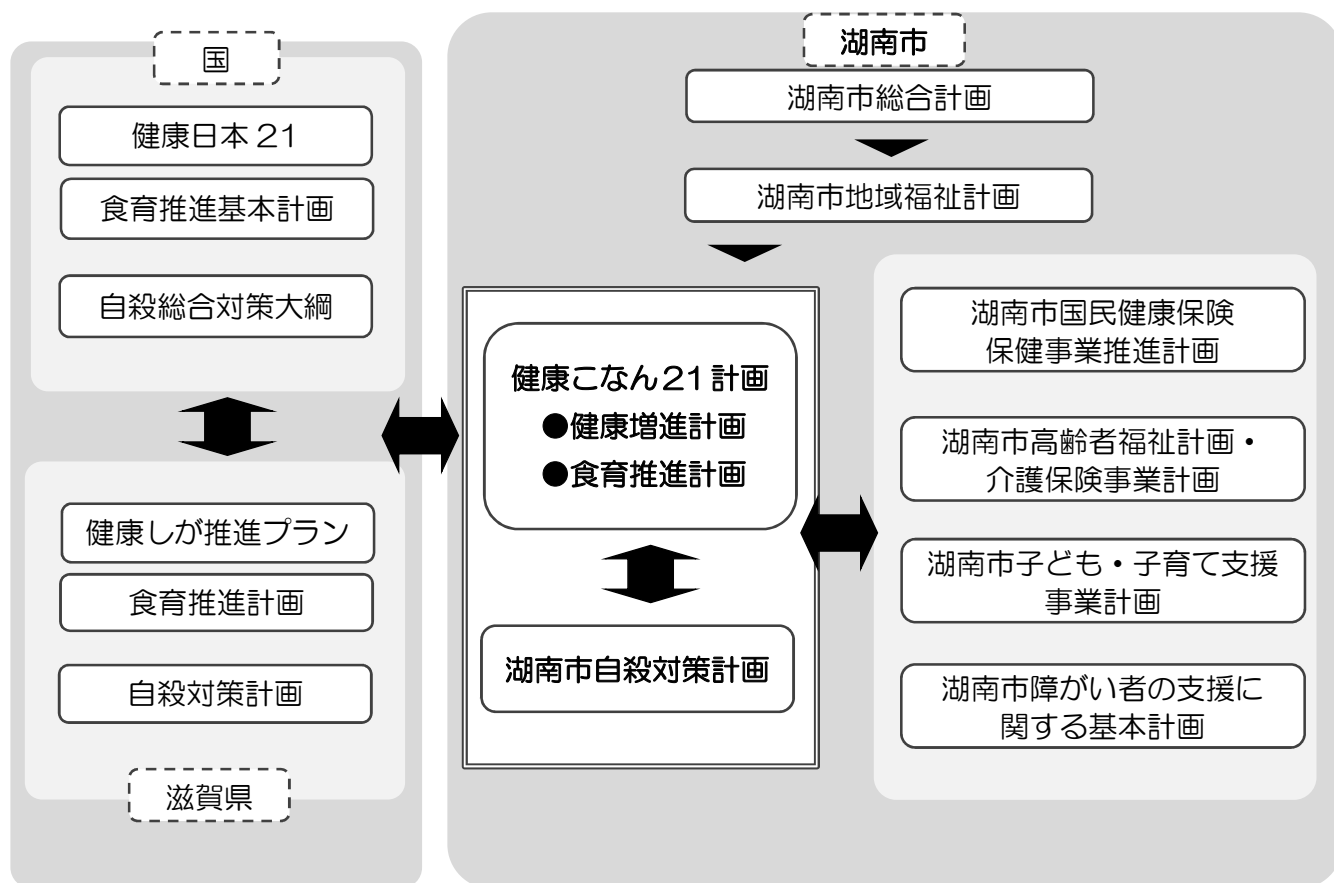 国
健康日本21
食育推進基本計画
自殺総合対策大綱
健康しが推進プラン
食育推進計画
自殺対策計画
滋賀県
湖南市
湖南市総合計画
湖南市地域福祉計画
健康こなん21計画
●健康増進計画
●食育推進計画
湖南市自殺対策計画
湖南市国民健康保険
保健事業推進計画
湖南市高齢者福祉計画・
介護保険事業計画
湖南市子ども・子育て支援
事業計画
湖南市障がい者の支援に
関する基本計画